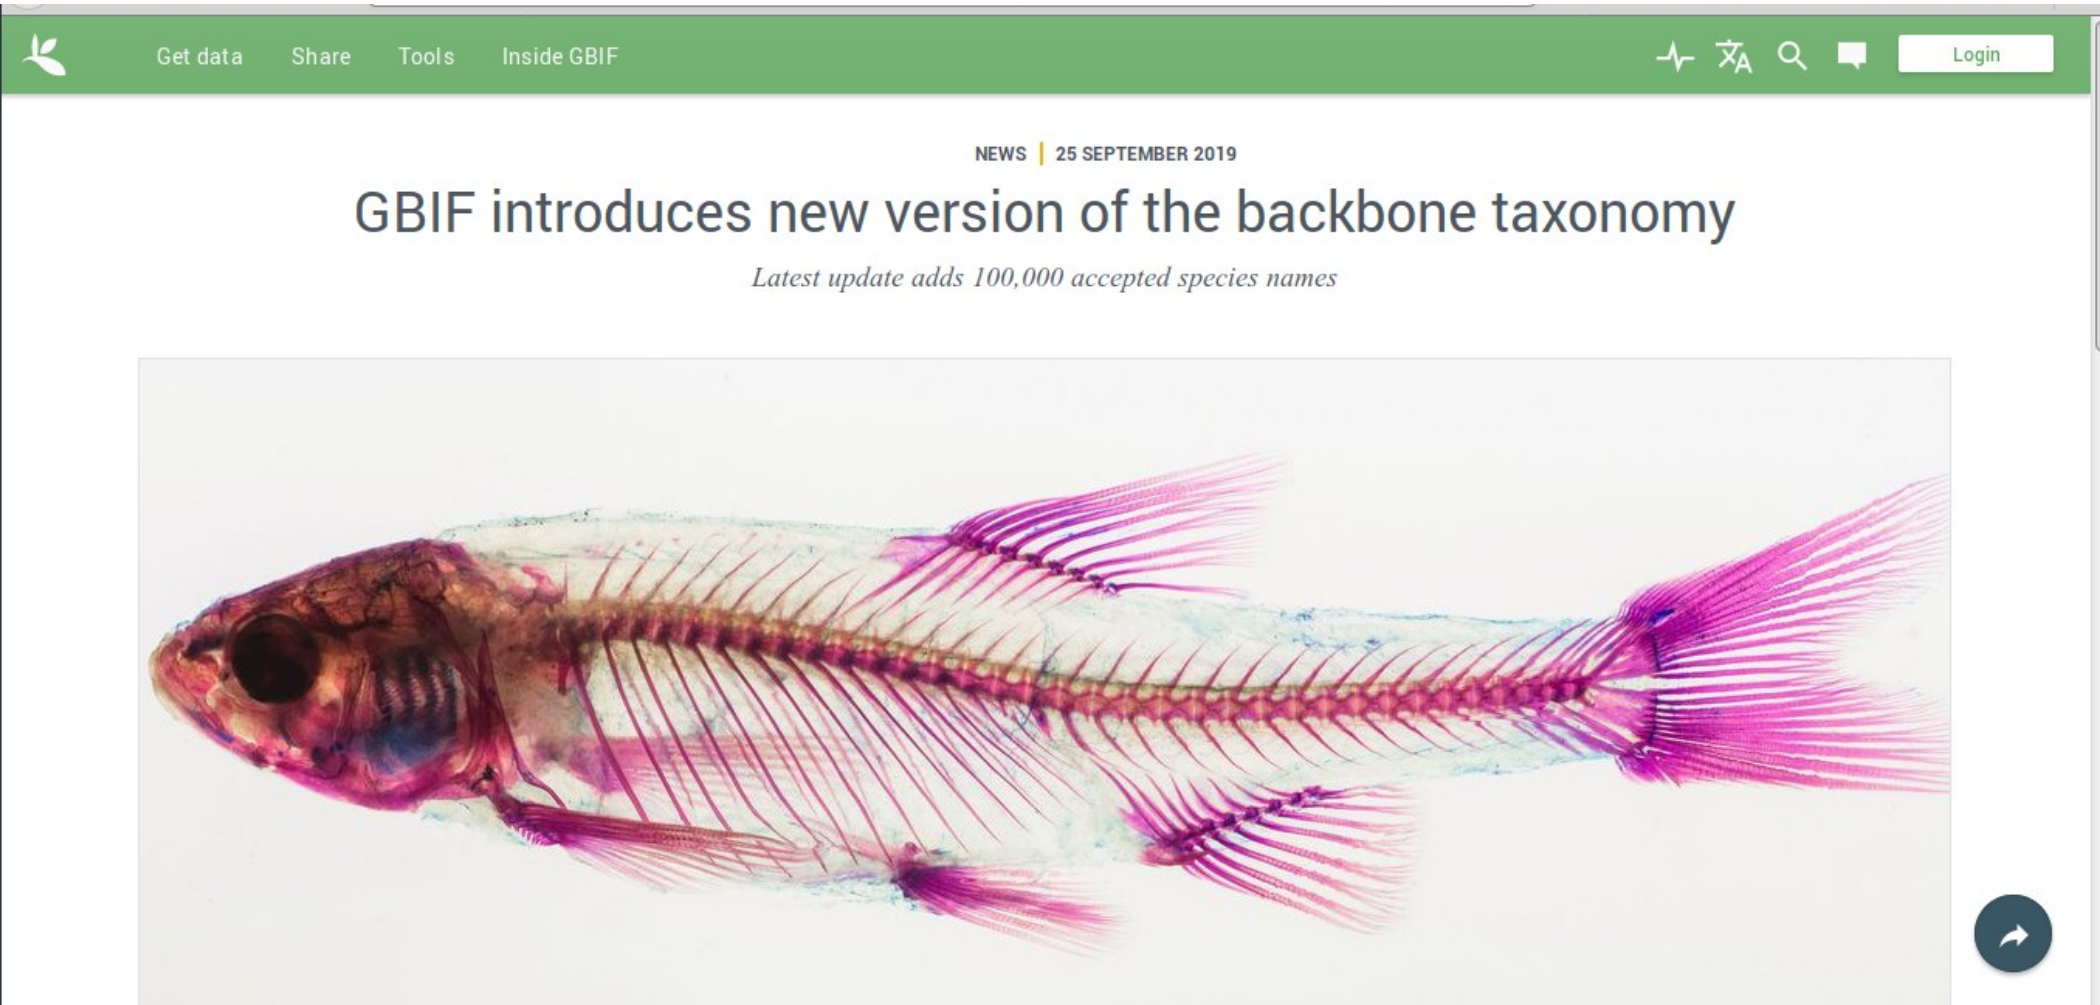 Get data Share Tools Inside GBIF Login
NEWS | 25 SEPTEMBER 2019
GBIF introduces new version of the backbone taxonomy
Latest update adds 100,000 accepted species names